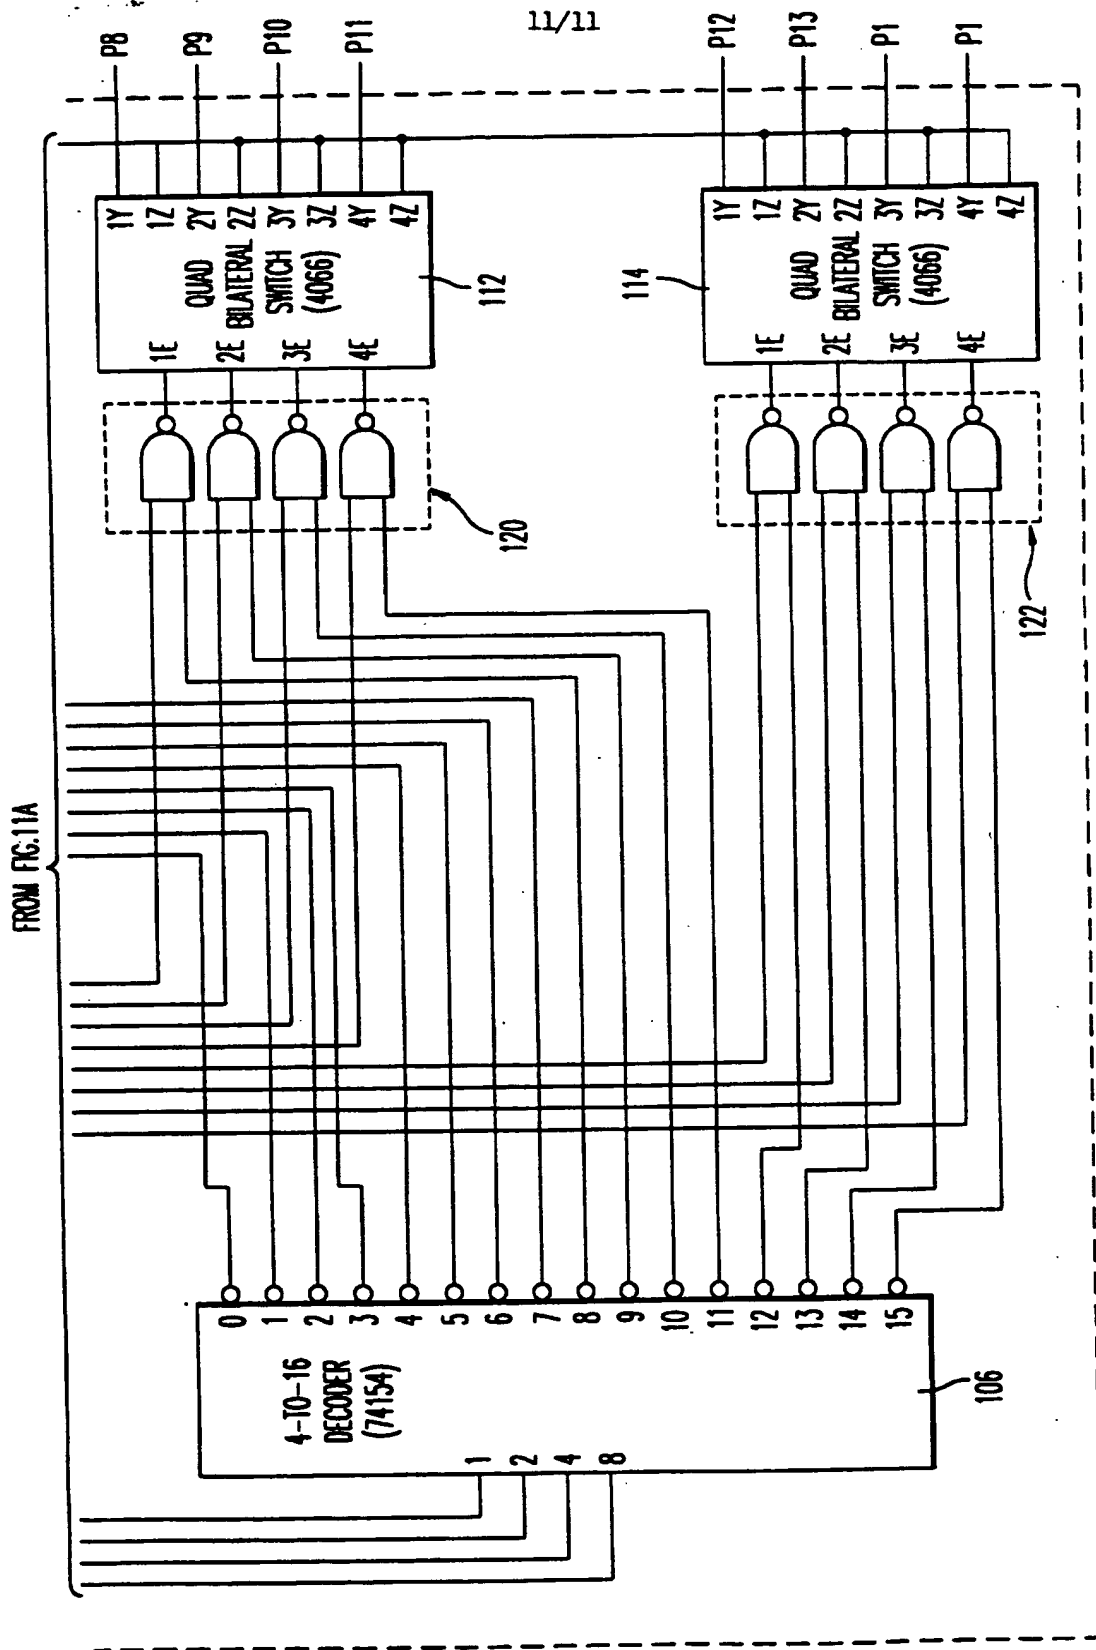 11/11
FROM FIG.11A
P8
P9
P10
P11
P12
P13
P1
P1
1Y
1Z
2Y
2Z
3Y
3Z
4Y
4Z
QUAD
BILATERAL
SWITCH
(4066)
1E
2E
3E
4E
112
120
1Y
1Z
2Y
2Z
3Y
3Z
4Y
4Z
QUAD
BILATERAL
SWITCH
(4066)
1E
2E
3E
4E
114
122
0
1
2
3
4
5
6
7
8
9
10
11
12
13
14
15
4-TO-16
DECODER
(74154)
1
2
4
8
106